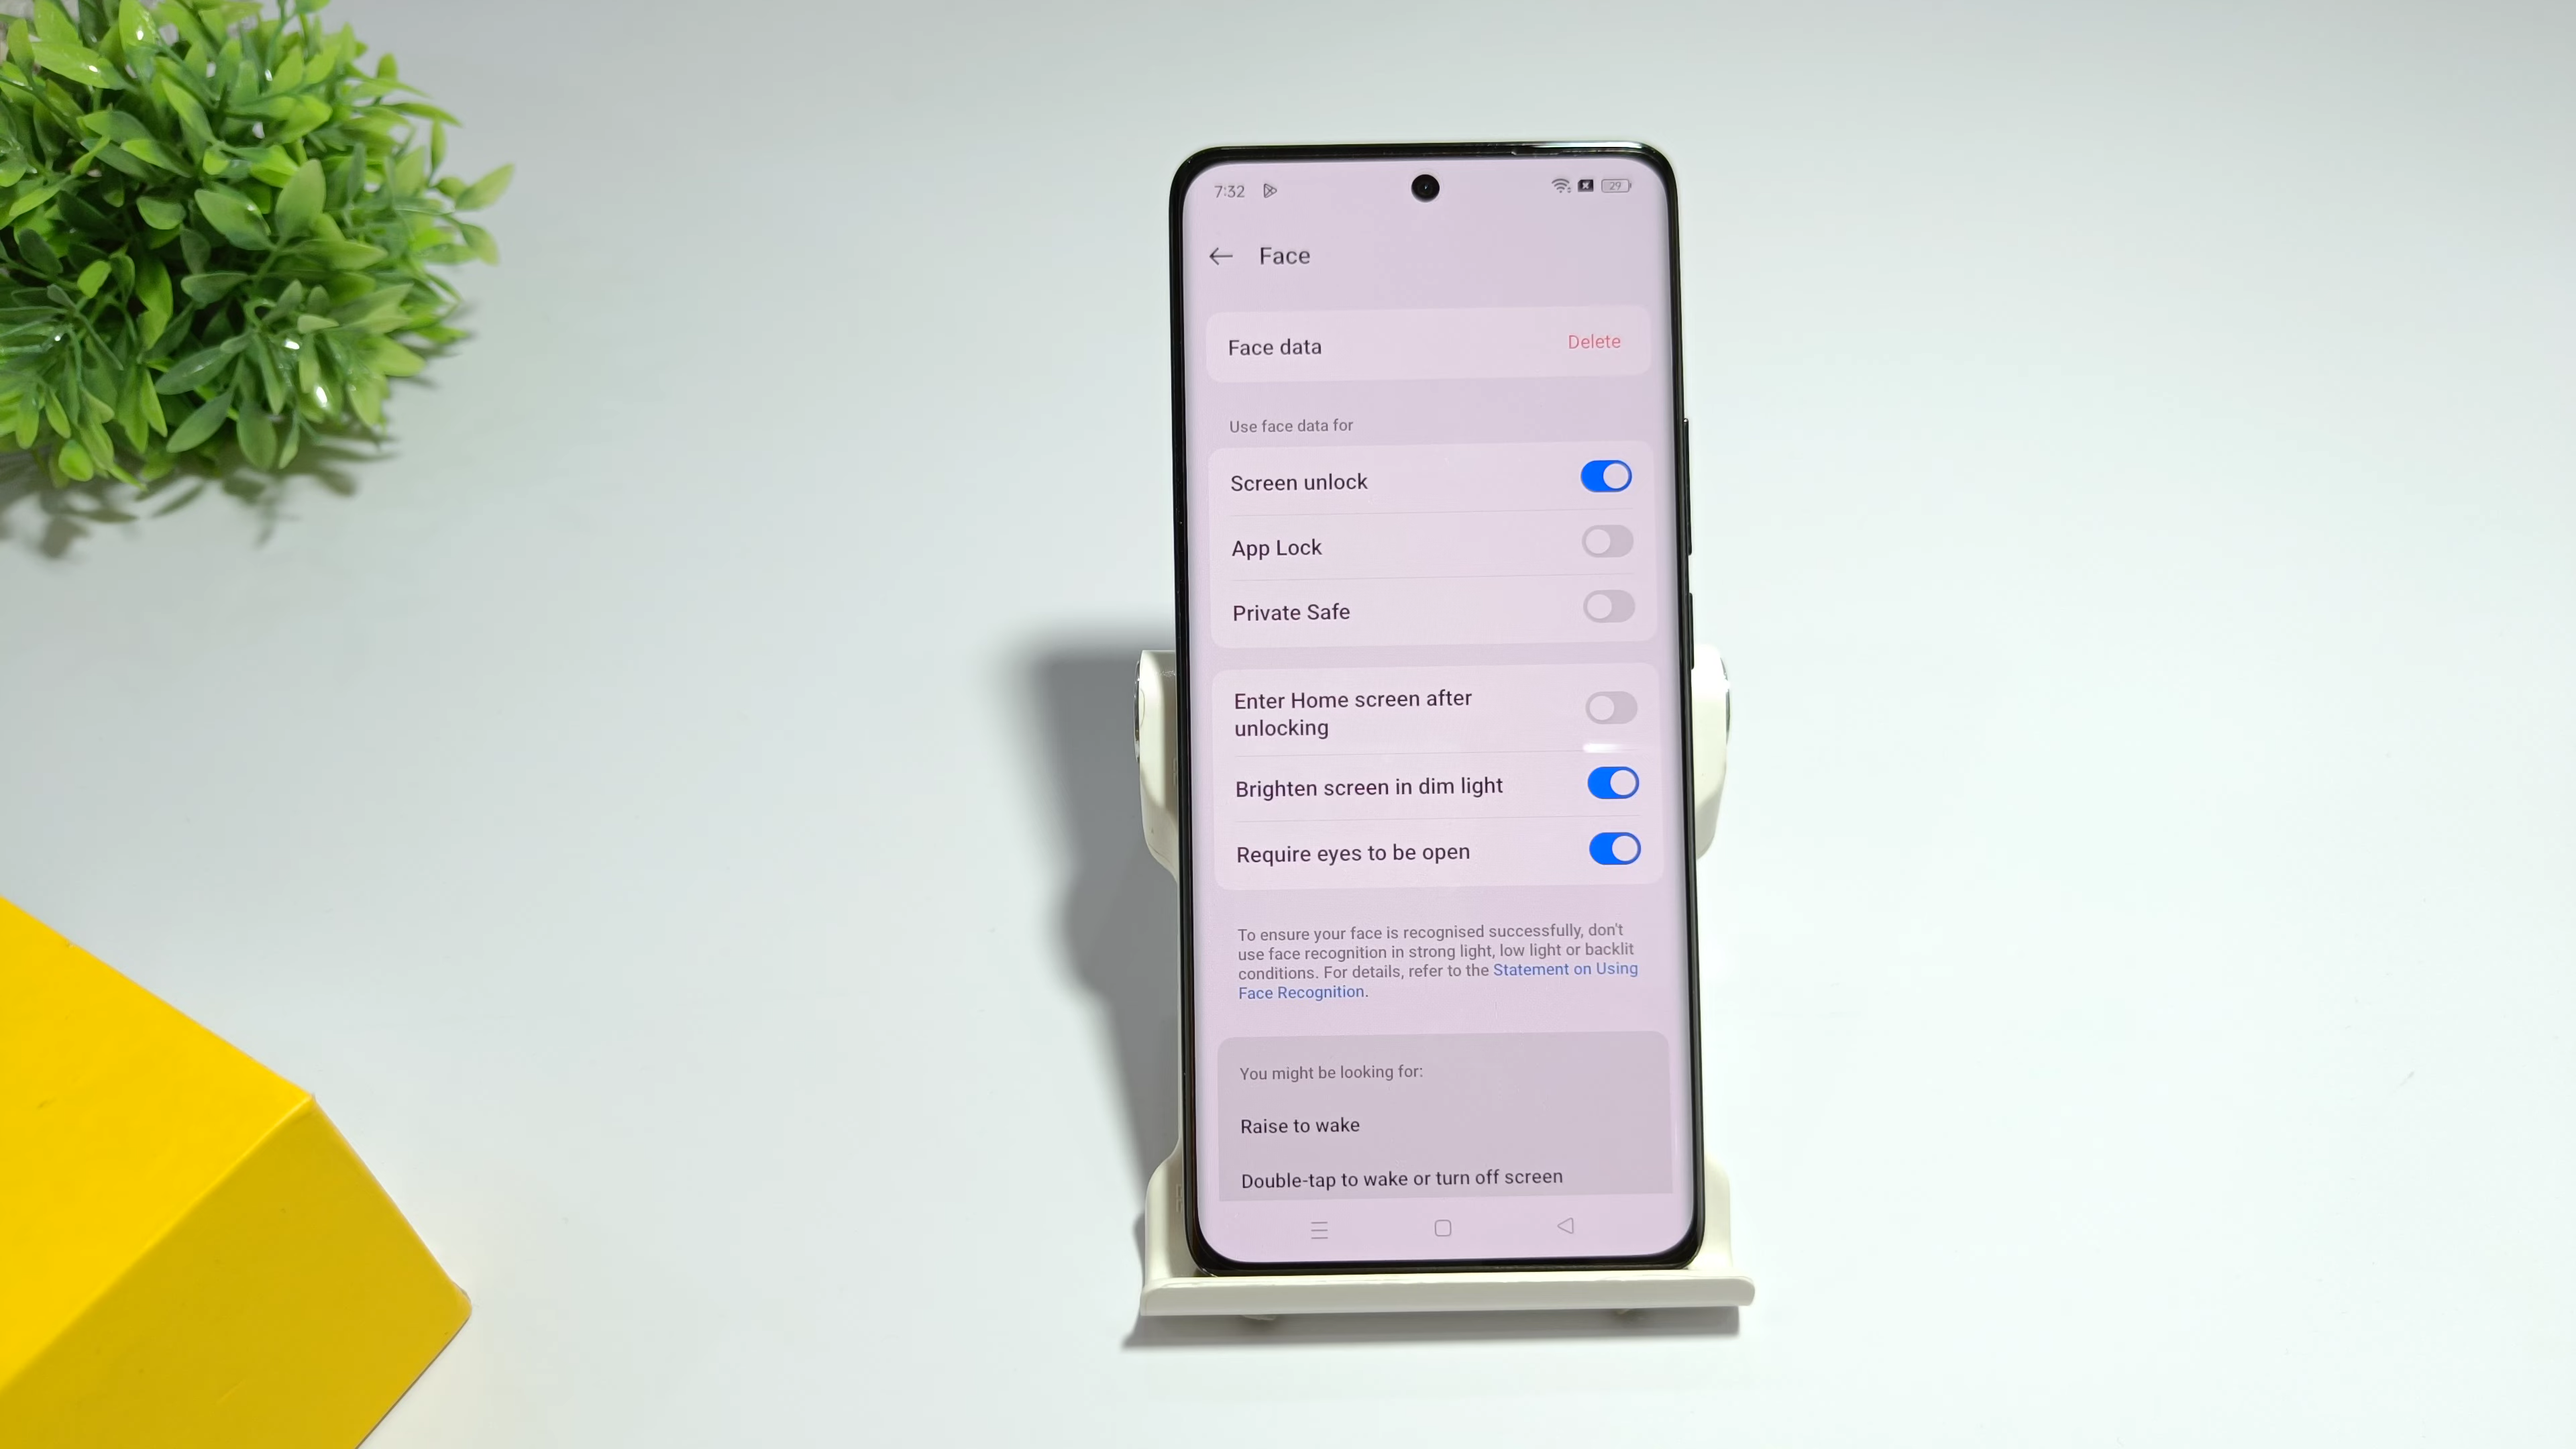 7:32 29
Face
Face data Delete
Use face data for
Screen unlock
App Lock
Private Safe
Enter Home screen after
unlocking
Brighten screen in dim light
Require eyes to be open
To ensure your face is recognised successfully, don't
use face recognition in strong light, low light or backlit
conditions. For details, refer to the Statement on Using
Face Recognition.
You might be looking for:
Raise to wake
Double-tap to wake or turn off screen